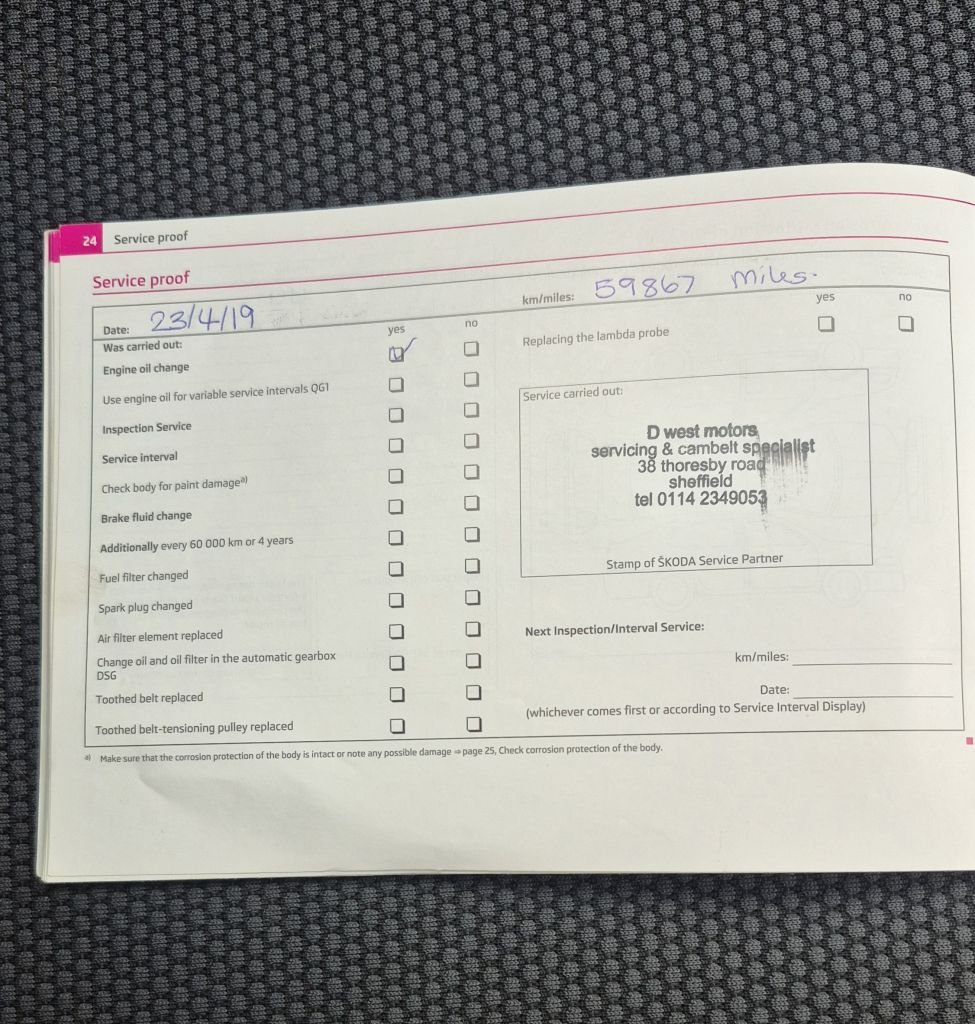 24 Service proof
Service proof
Date: 23/4/19
km/miles: 59867 miles.
Was carried out:
yes no
Engine oil change
Use engine oil for variable service intervals QG1
Inspection Service
Service interval
Check body for paint damage a)
Brake fluid change
Additionally every 60 000 km or 4 years
Fuel filter changed
Spark plug changed
Air filter element replaced
Change oil and oil filter in the automatic gearbox
DSG
Toothed belt replaced
Toothed belt-tensioning pulley replaced
yes no
Replacing the lambda probe
Service carried out:
D west motors
servicing & cambelt specialist
38 thoresby road
sheffield
tel 0114 2349053
Stamp of ŠKODA Service Partner
Next Inspection/Interval Service:
km/miles:
Date:
(whichever comes first or according to Service Interval Display)
a) Make sure that the corrosion protection of the body is intact or note any possible damage ⇒ page 25, Check corrosion protection of the body.